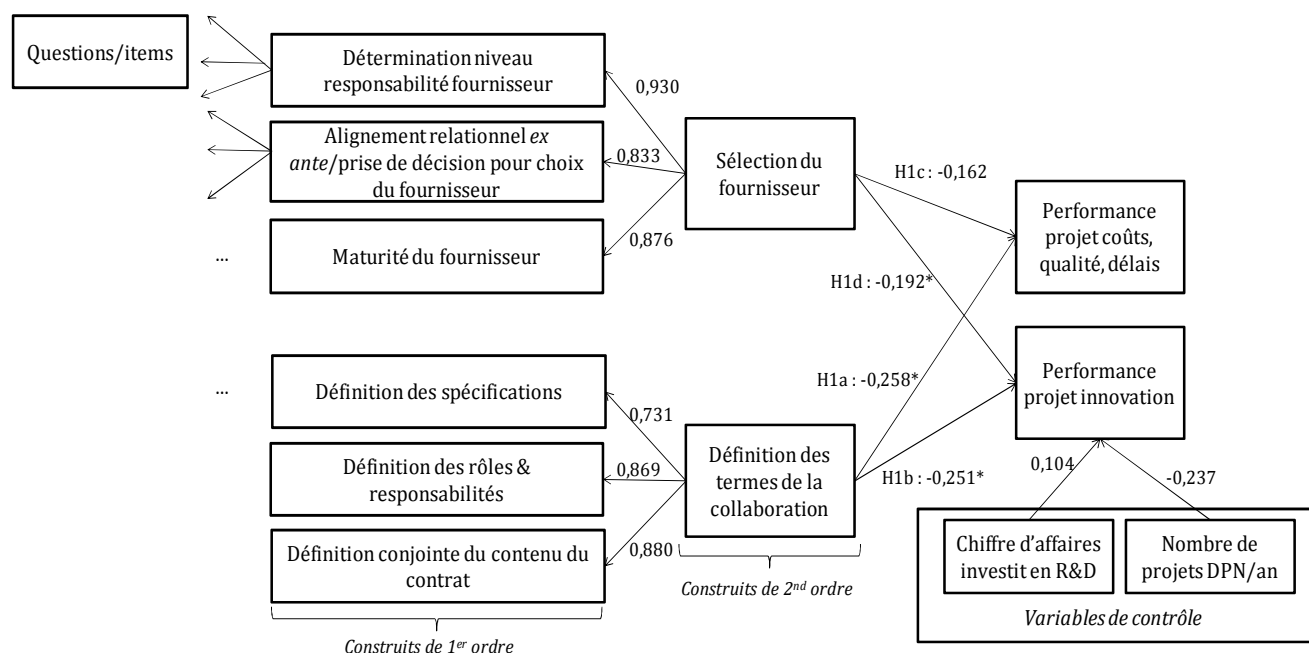 Questions/items
Détermination niveau
responsabilité fournisseur
0,930
Alignement relationnel ex
ante/prise de décision pour choix
du fournisseur
0,833
Sélection du
fournisseur
H1c : -0,162
Performance
projet coûts,
qualité, délais
...
Maturité du fournisseur
0,876
H1d : -0,192*
...
Définition des spécifications
0,731
H1a : -0,258*
Performance
projet innovation
Définition des rôles &
responsabilités
0,869
Définition des
termes de la
collaboration
H1b : -0,251*
0,104
-0,237
Définition conjointe du contenu du
contrat
0,880
Chiffre d'affaires
investit en R&D
Nombre de
projets DPN/an
Construits de 2nd ordre
Variables de contrôle
Construits de 1er ordre